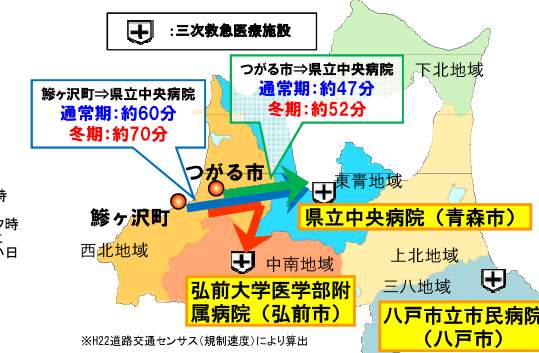 :三次救急医療施設
つがる市⇒県立中央病院
通常期:約47分
冬期:約52分
下北地域
鰺ヶ沢町⇒県立中央病院
通常期:約60分
冬期:約70分
つがる市
東青地域
鰺ヶ沢町
県立中央病院(青森市)
時
西北地域
中南地域
上北地域
三八地域
弘前大学医学部附
属病院(弘前市)
八戸市立市民病院
(八戸市)
※H22道路交通センサス(規制速度)により算出